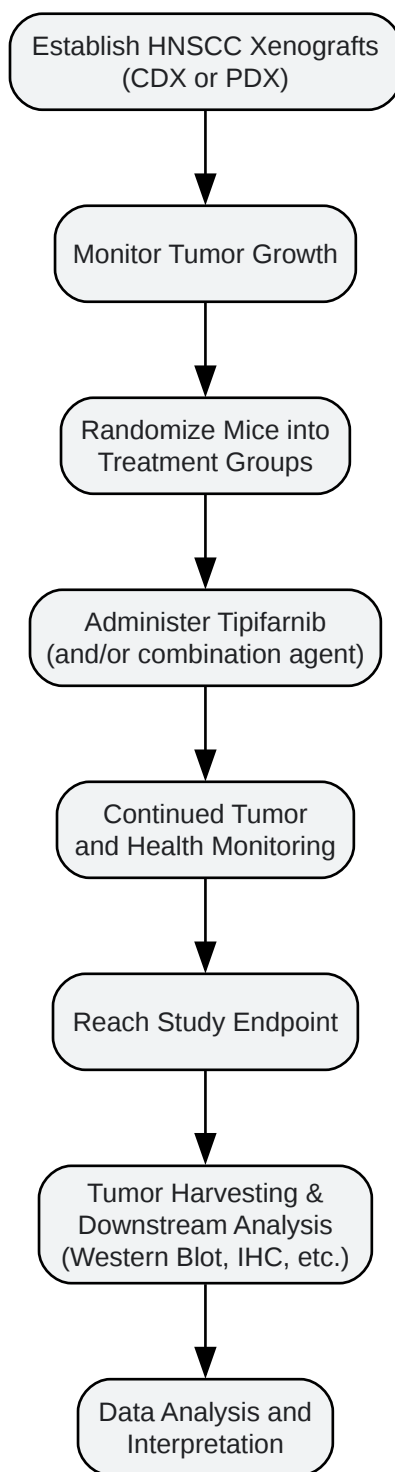 Establish HNSCC Xenografts
(CDX or PDX)
Monitor Tumor Growth
Randomize Mice into
Treatment Groups
Administer Tipifarnib
(and/or combination agent)
Continued Tumor
and Health Monitoring
Reach Study Endpoint
Tumor Harvesting &
Downstream Analysis
(Western Blot, IHC, etc.)
Data Analysis and
Interpretation